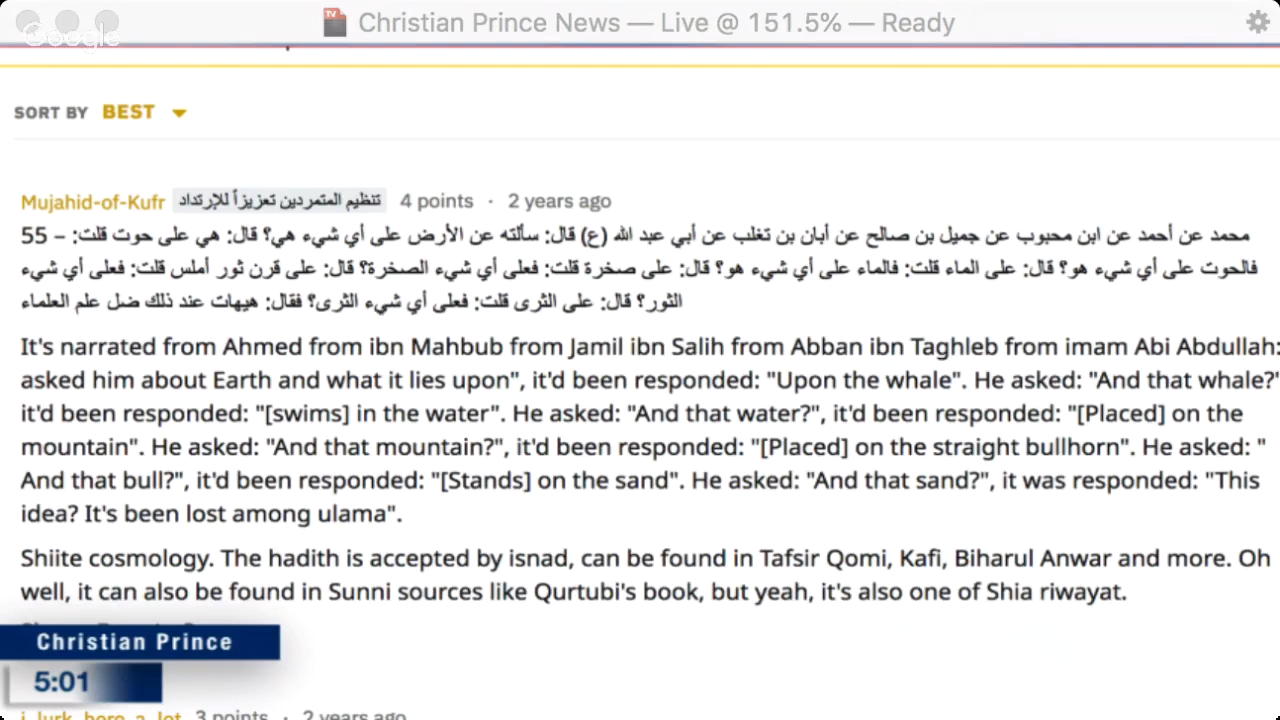 Christian Prince News — Live @ 151.5% — Ready
Google
SORT BY BEST
Mujahid-of-Kufr تنظيم المتمردين تعزيزاً للإرتداد 4 points · 2 years ago
محمد عن أحمد عن ابن محبوب عن جميل بن صالح عن أبان بن تغلب عن أبي عبد الله (ع) قال: سألته عن الأرض على أي شيء هي؟ قال: هي على حوت قلت: – 55
فالحوت على أي شيء هو؟ قال: على الماء قلت: فالماء على أي شيء هو؟ قال: على صخرة قلت: فعلى أي شيء الصخرة؟ قال: على قرن ثور أملس قلت: فعلى أي شيء
الثور؟ قال: على الثرى قلت: فعلى أي شيء الثرى؟ فقال: هيهات عند ذلك ضل علم العلماء
It's narrated from Ahmed from ibn Mahbub from Jamil ibn Salih from Abban ibn Taghleb from imam Abi Abdullah:
asked him about Earth and what it lies upon", it'd been responded: "Upon the whale". He asked: "And that whale?"
it'd been responded: "[swims] in the water". He asked: "And that water?", it'd been responded: "[Placed] on the
mountain". He asked: "And that mountain?", it'd been responded: "[Placed] on the straight bullhorn". He asked: "
And that bull?", it'd been responded: "[Stands] on the sand". He asked: "And that sand?", it was responded: "This
idea? It's been lost among ulama".
Shiite cosmology. The hadith is accepted by isnad, can be found in Tafsir Qomi, Kafi, Biharul Anwar and more. Oh
well, it can also be found in Sunni sources like Qurtubi's book, but yeah, it's also one of Shia riwayat.
Christian Prince
5:01
i_lurk_here_a_lot 3 points · 2 years ago